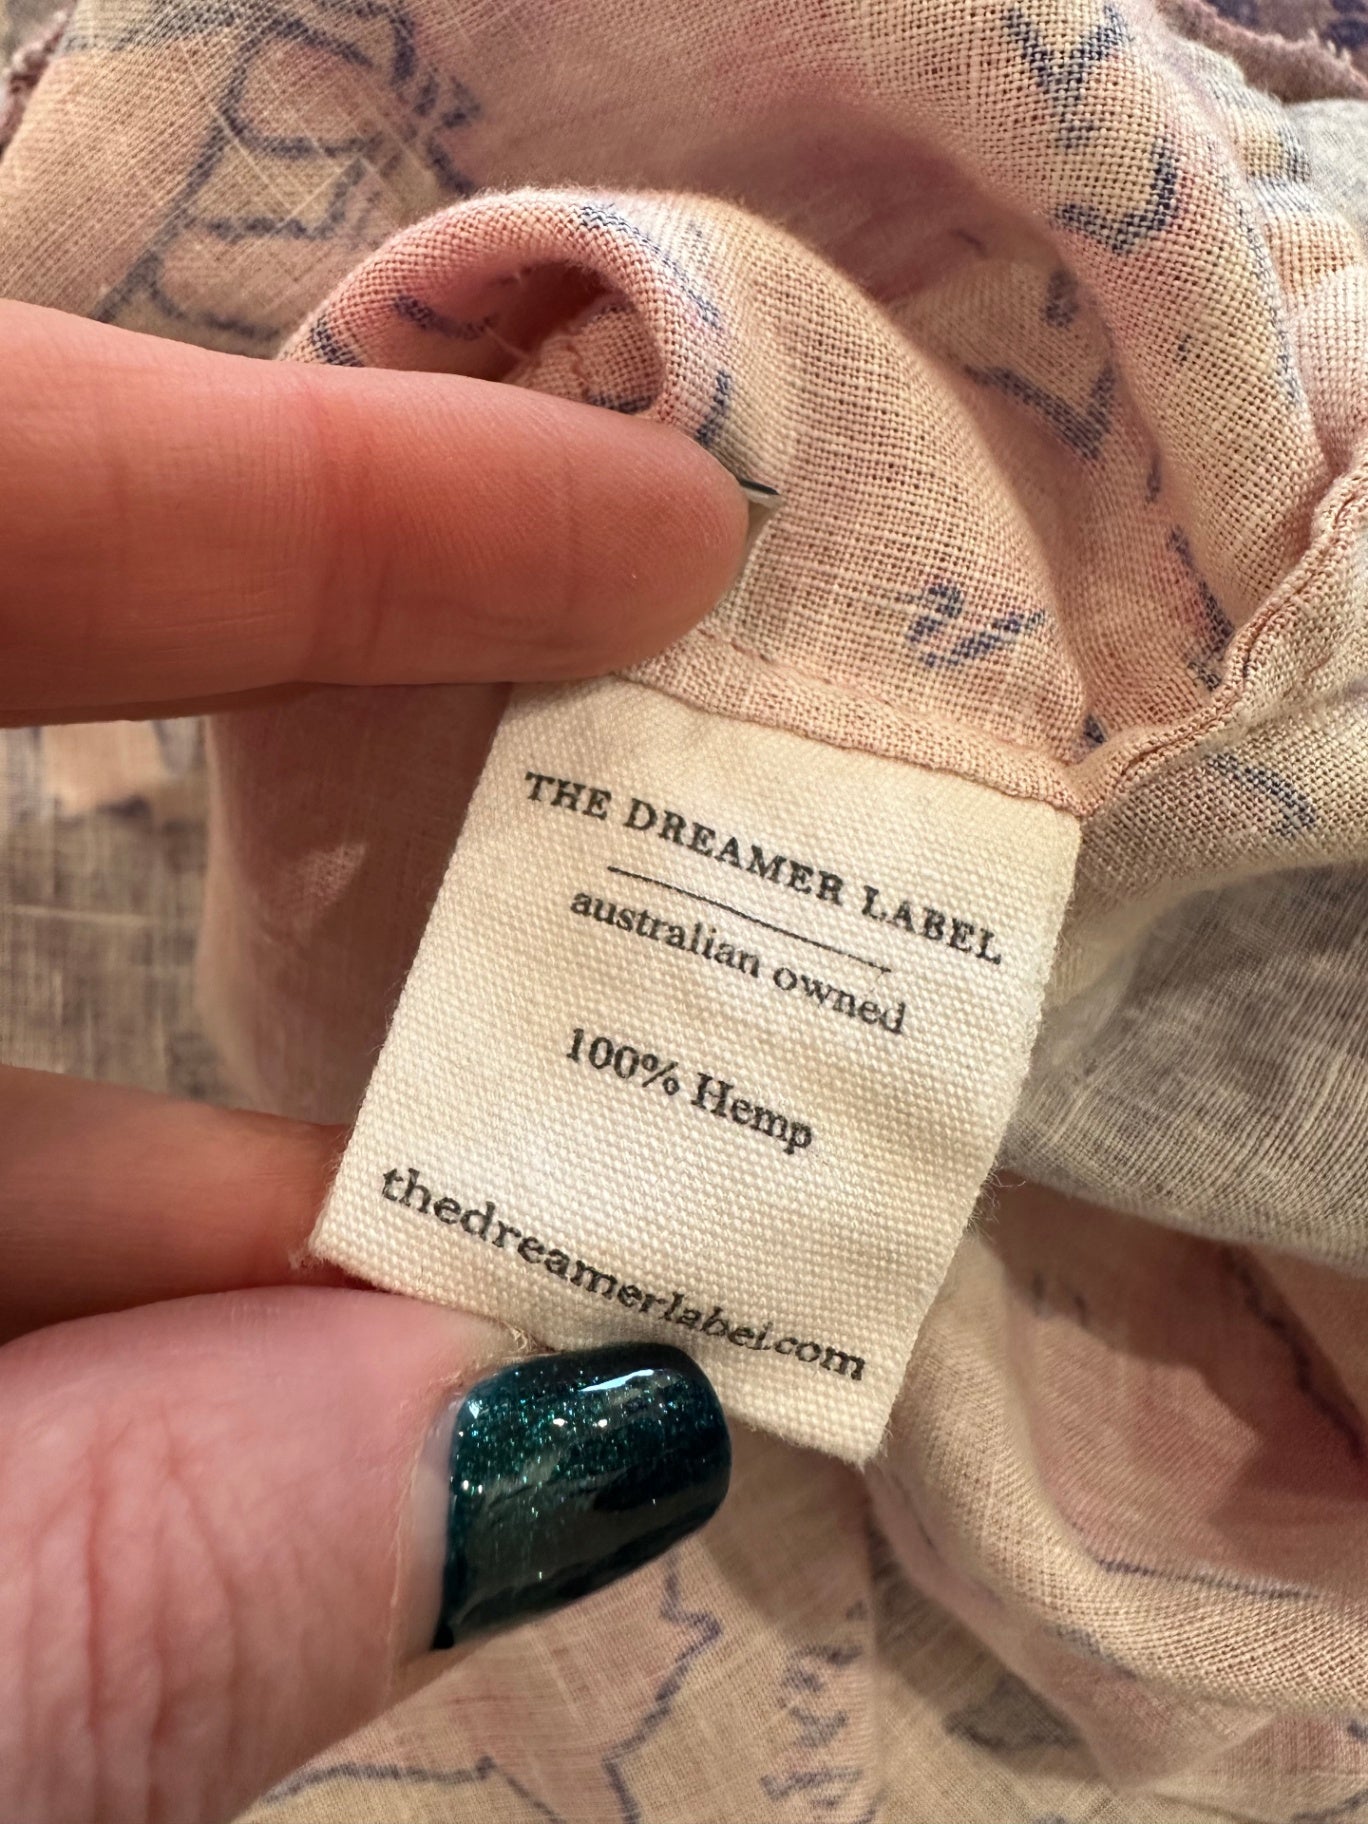 THE DREAMER LABEL
australian owned
100% Hemp
thedreamerlabel.com